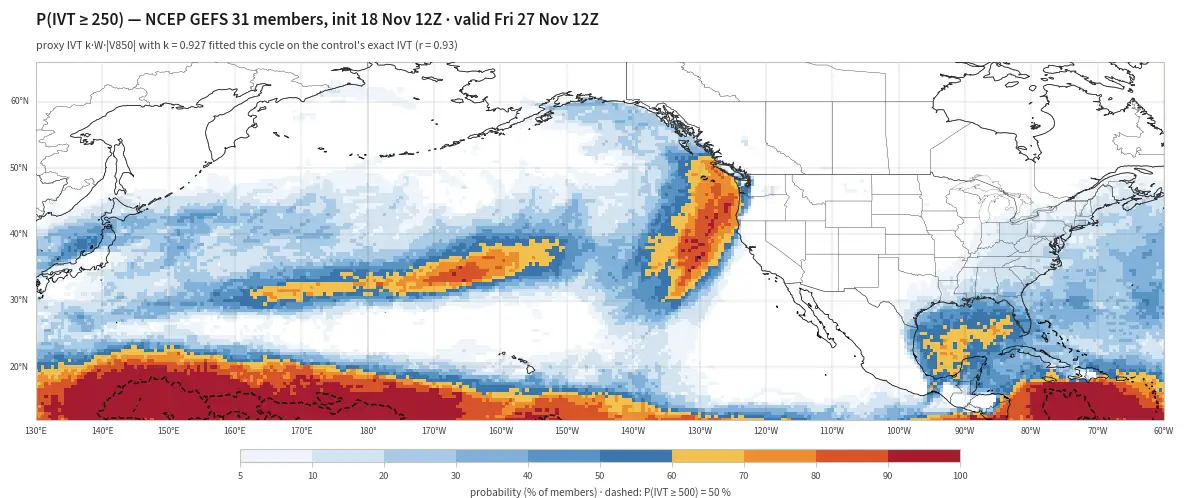 P(IVT ≥ 250) — NCEP GEFS 31 members, init 18 Nov 12Z · valid Fri 27 Nov 12Z
proxy IVT k·W·|V850| with k = 0.927 fitted this cycle on the control's exact IVT (r = 0.93)
60°N
50°N
40°N
30°N
20°N
130°E 140°E 150°E 160°E 170°E 180° 170°W 160°W 150°W 140°W 130°W 120°W 110°W 100°W 90°W 80°W 70°W 60°W
5 10 20 30 40 50 60 70 80 90 100
probability (% of members) · dashed: P(IVT ≥ 500) = 50 %